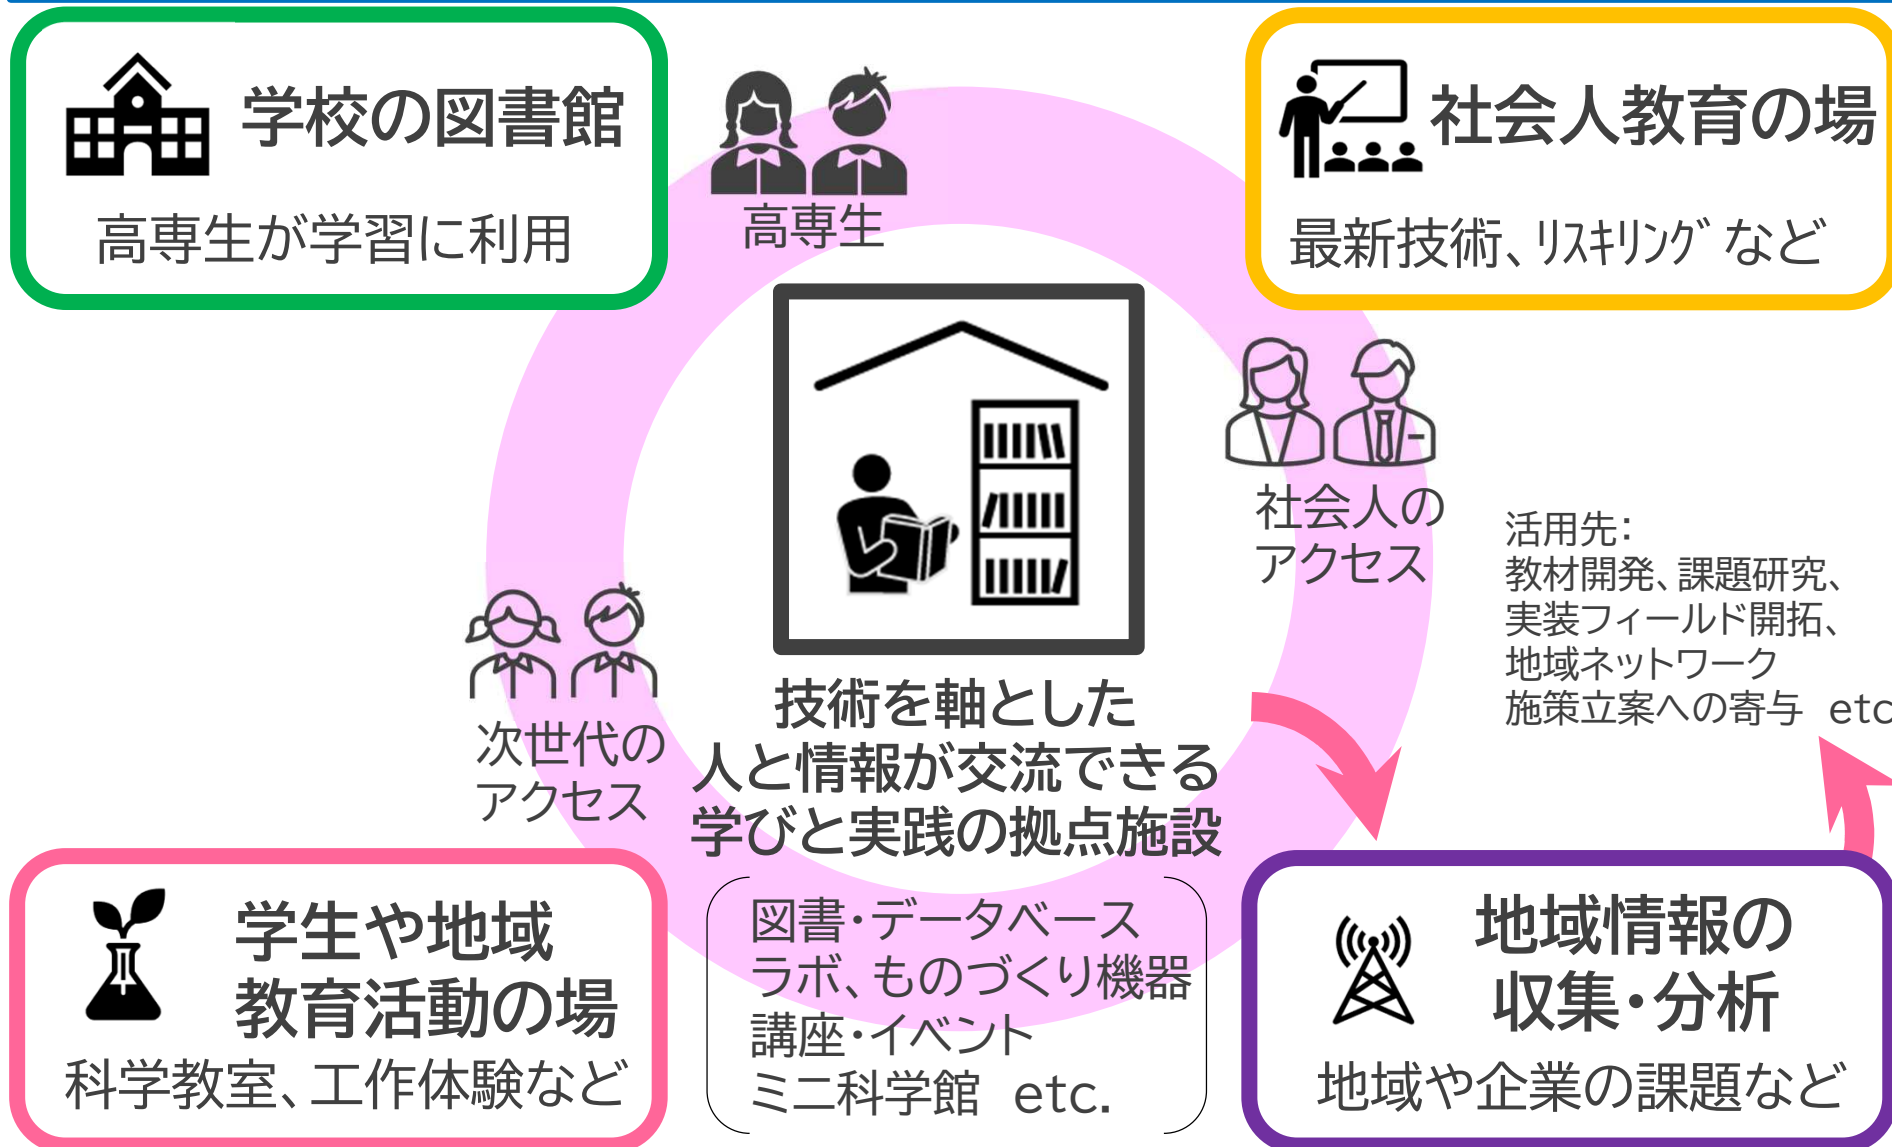 学校の図書館
高専生が学習に利用
高専生
社会人教育の場
最新技術、ﾘｽｷﾘﾝｸﾞなど
社会人の
アクセス
活用先：
教材開発、課題研究、
実装フィールド開拓、
地域ネットワーク
施策立案への寄与 etc
次世代の
アクセス
技術を軸とした
人と情報が交流できる
学びと実践の拠点施設
図書・データベース
ラボ、ものづくり機器
講座・イベント
ミニ科学館 etc.
学生や地域
教育活動の場
科学教室、工作体験など
地域情報の
収集・分析
地域や企業の課題など